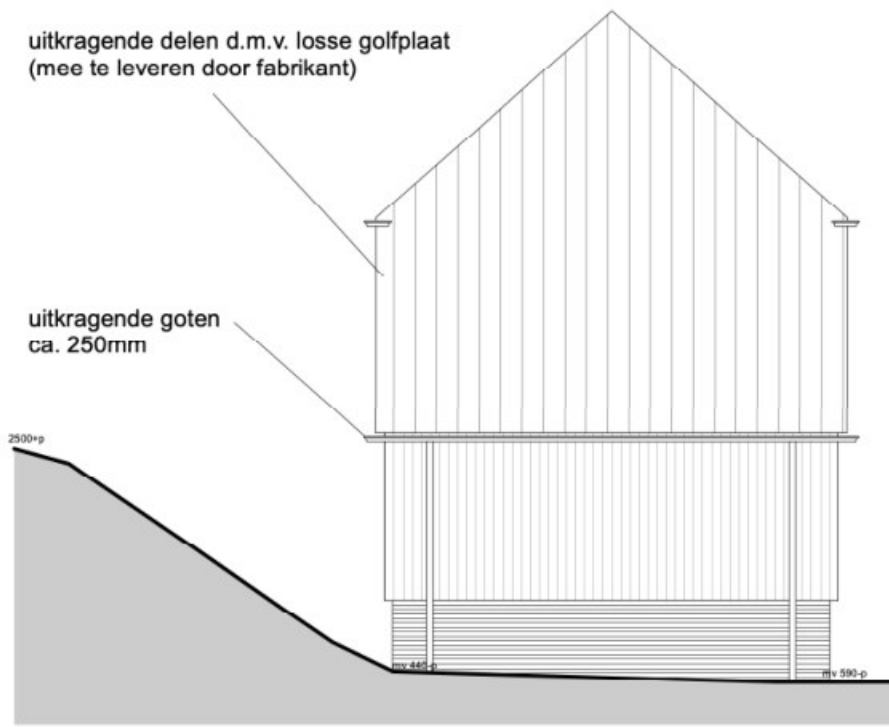 uitkragende delen d.m.v. losse golfplaat
(mee te leveren door fabrikant)
uitkragende goten
ca. 250mm
2500+p
mv 440-p
mv 590-p